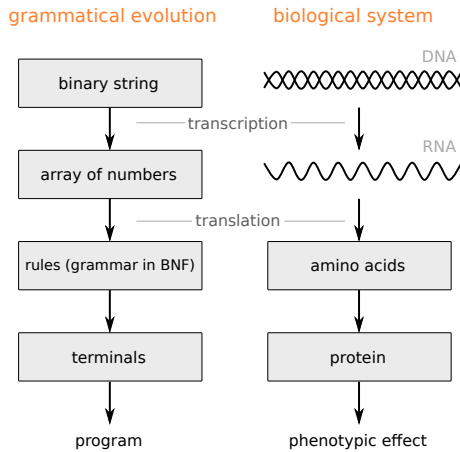 grammatical evolution
biological system
binary string
DNA
transcription
array of numbers
RNA
translation
rules (grammar in BNF)
amino acids
terminals
protein
program
phenotypic effect